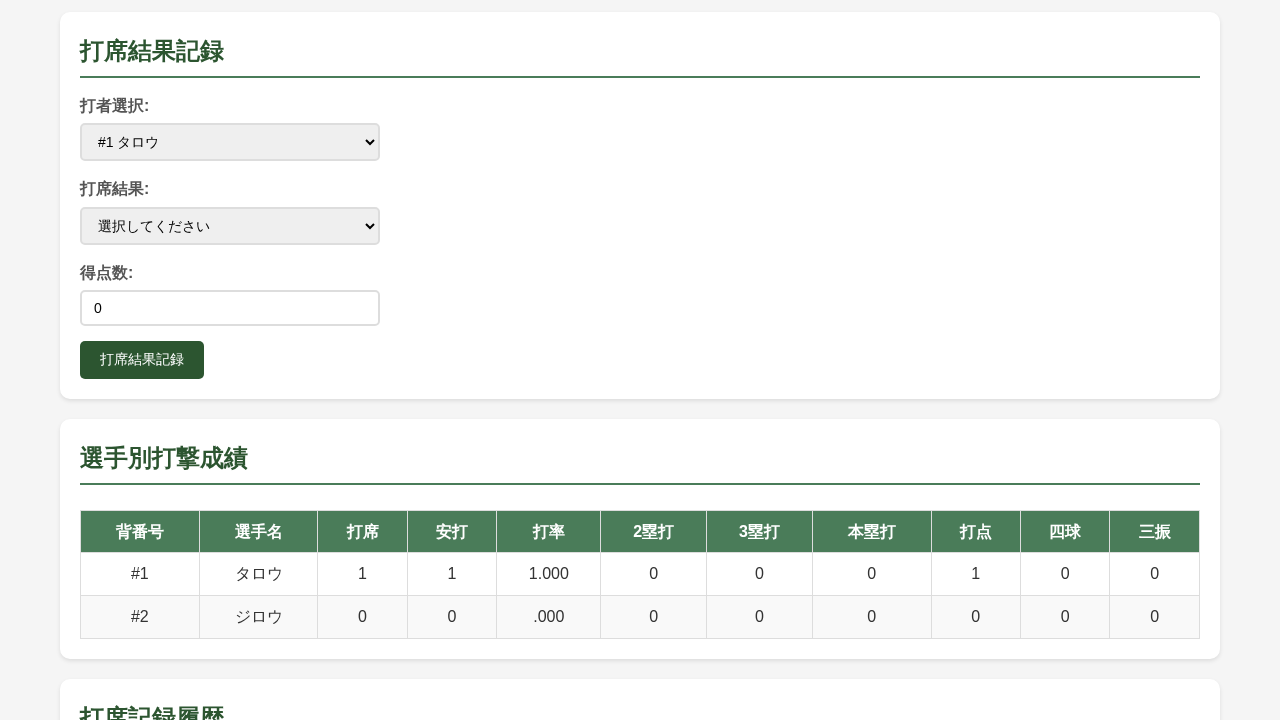 打席結果記録
打者選択:
#1 タロウ
打席結果:
選択してください
得点数:
0
打席結果記録
選手別打撃成績
背番号 選手名 打席 安打 打率 2塁打 3塁打 本塁打 打点 四球 三振
#1 タロウ 1 1 1.000 0 0 0 1 0 0
#2 ジロウ 0 0 .000 0 0 0 0 0 0
打席記録履歴